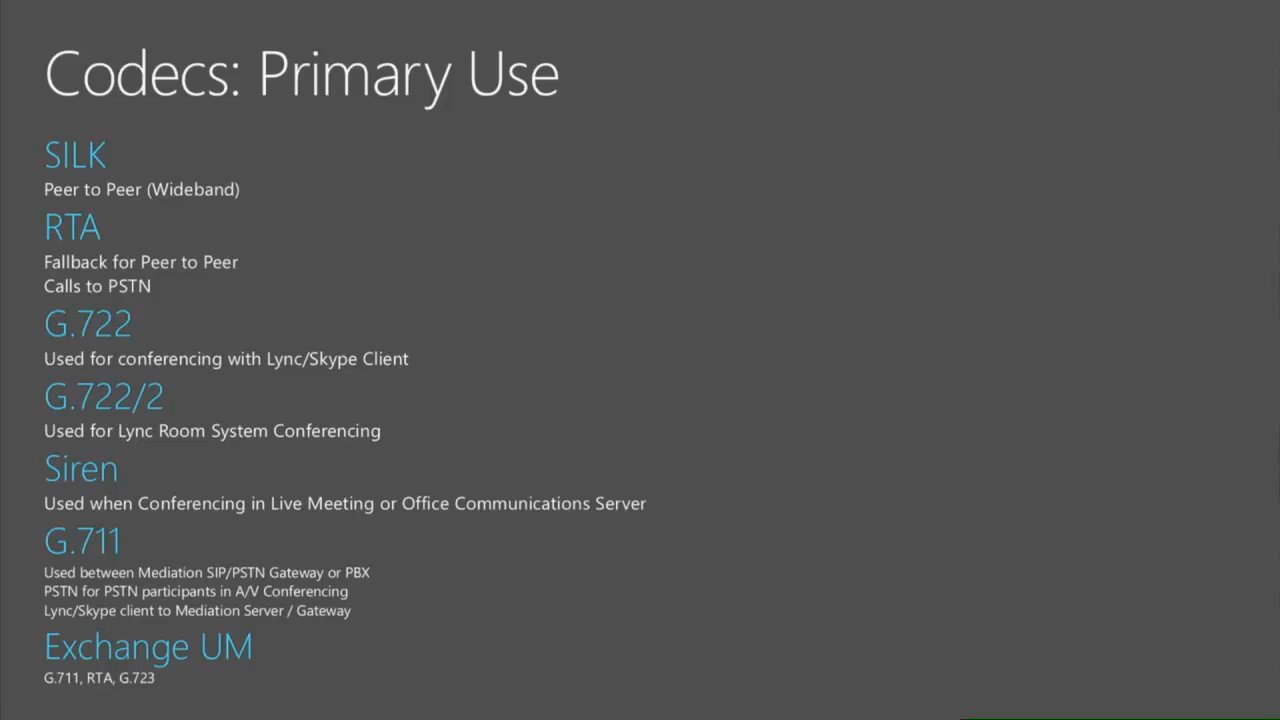 Codecs: Primary Use
SILK
Peer to Peer (Wideband)
RTA
Fallback for Peer to Peer
Calls to PSTN
G.722
Used for conferencing with Lync/Skype Client
G.722/2
Used for Lync Room System Conferencing
Siren
Used when Conferencing in Live Meeting or Office Communications Server
G.711
Used between Mediation SIP/PSTN Gateway or PBX
PSTN for PSTN participants in A/V Conferencing
Lync/Skype client to Mediation Server / Gateway
Exchange UM
G.711, RTA, G.723